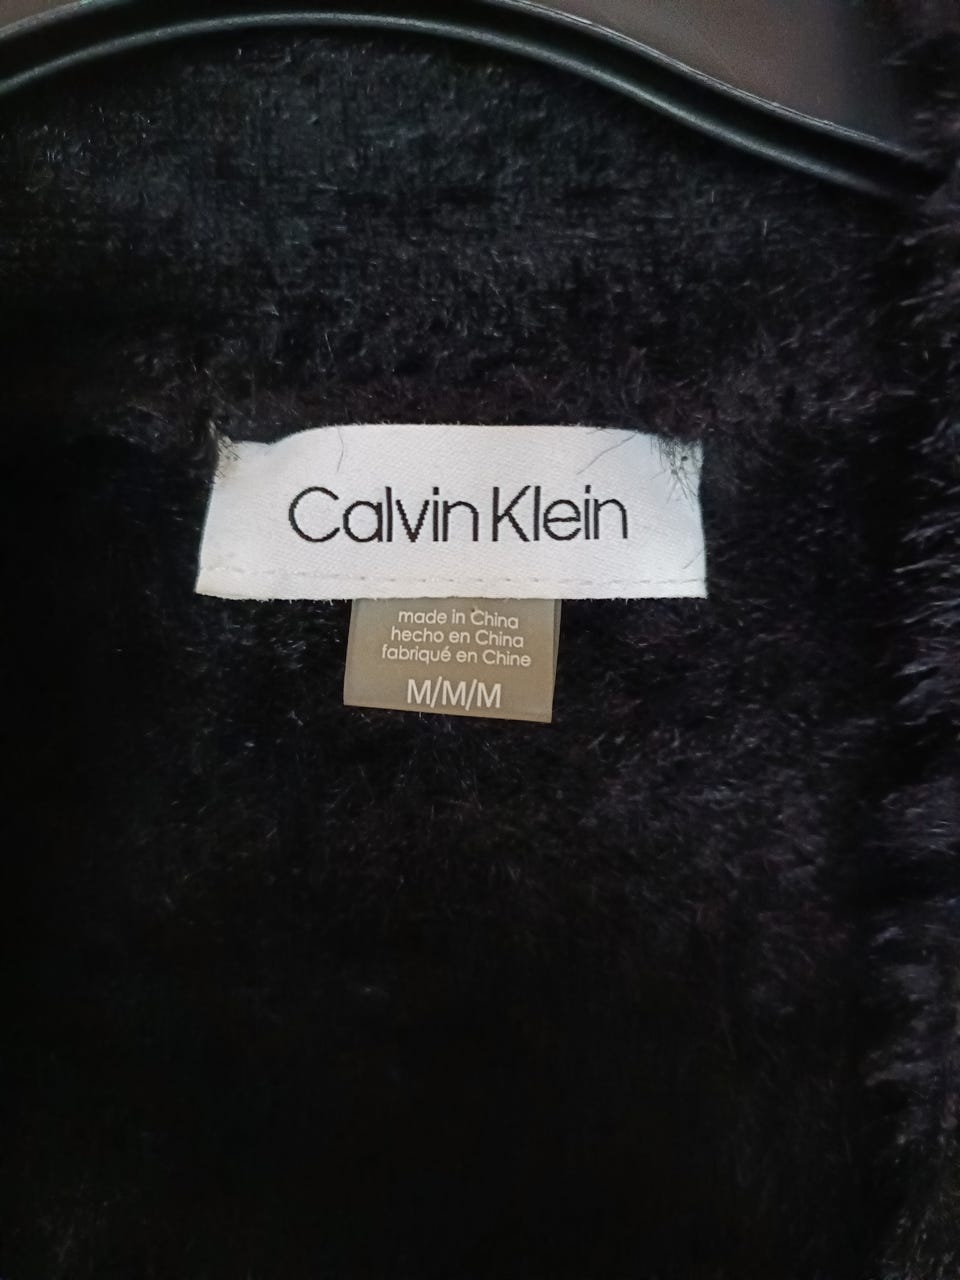 Calvin Klein
made in China
hecho en China
fabriqué en Chine
M/M/M